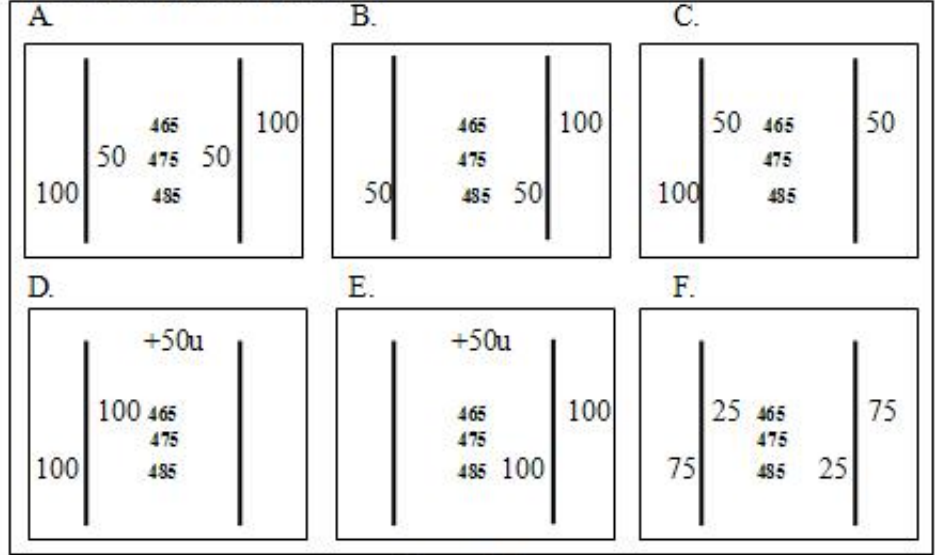 A.
465 100
50 475 50
100 485
B.
465 100
475
50 485 50
C.
50 465 50
475
100 485
D.
+50u
100 465
475
100 485
E.
+50u
465 100
475
485 100
F.
25 465 75
475
75 485 25